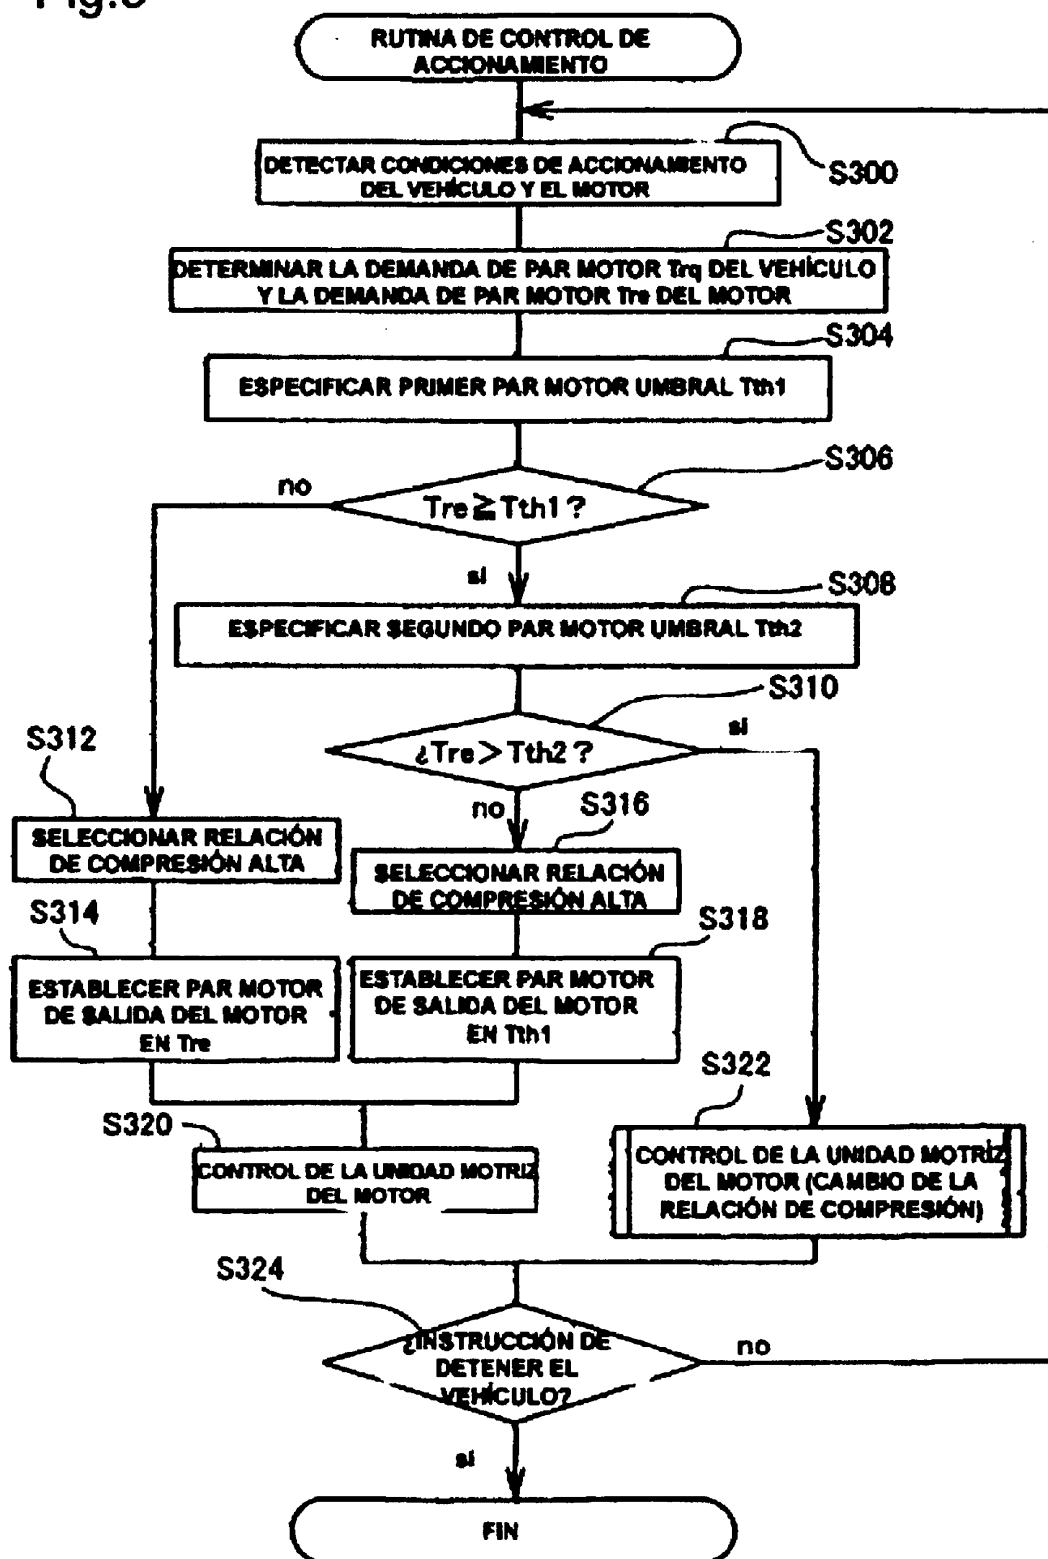 RUTINA DE CONTROL DE
ACCIONAMIENTO
DETECTAR CONDICIONES DE ACCIONAMIENTO
DEL VEHÍCULO Y EL MOTOR
S300
S302
DETERMINAR LA DEMANDA DE PAR MOTOR Trq DEL VEHÍCULO
Y LA DEMANDA DE PAR MOTOR Tre DEL MOTOR
S304
ESPECIFICAR PRIMER PAR MOTOR UMBRAL Tth1
S306
no
Tre≧Tth1?
sí
S308
ESPECIFICAR SEGUNDO PAR MOTOR UMBRAL Tth2
S310
sí
¿Tre>Tth2?
S312
no
S316
SELECCIONAR RELACIÓN
DE COMPRESIÓN ALTA
SELECCIONAR RELACIÓN
DE COMPRESIÓN ALTA
S314
S318
ESTABLECER PAR MOTOR
DE SALIDA DEL MOTOR
EN Tre
ESTABLECER PAR MOTOR
DE SALIDA DEL MOTOR
EN Tth1
S322
S320
CONTROL DE LA UNIDAD MOTRIZ
DEL MOTOR
CONTROL DE LA UNIDAD MOTRIZ
DEL MOTOR (CAMBIO DE LA
RELACIÓN DE COMPRESIÓN)
S324
¿INSTRUCCIÓN DE
DETENER EL
VEHÍCULO?
no
sí
FIN